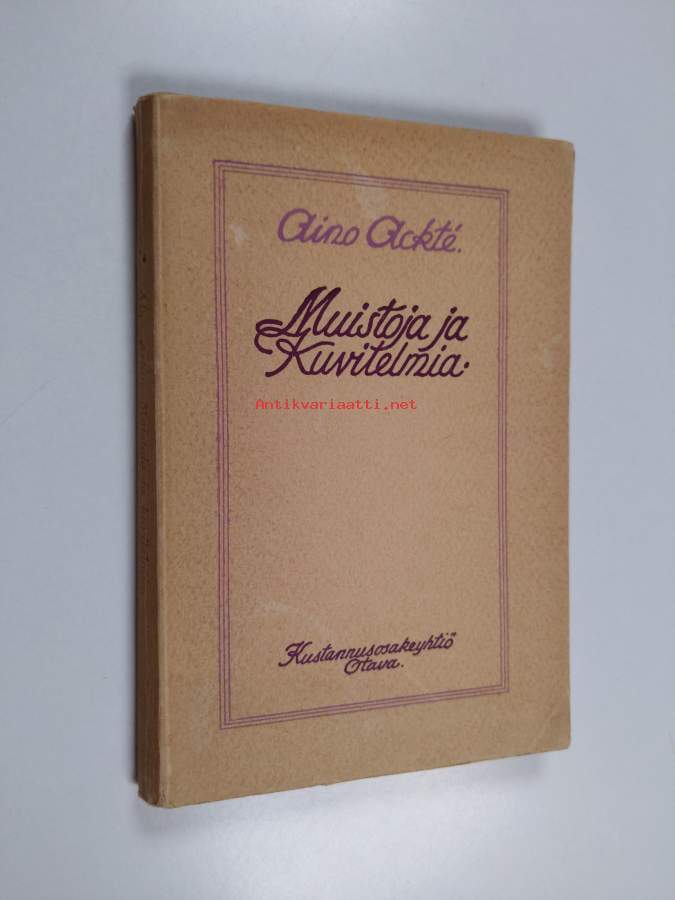 Aino Ackté.
Muistoja ja
Kuvitelmia.
Antikvariaatti.net
Kustannusosakeyhtiö
Otava.